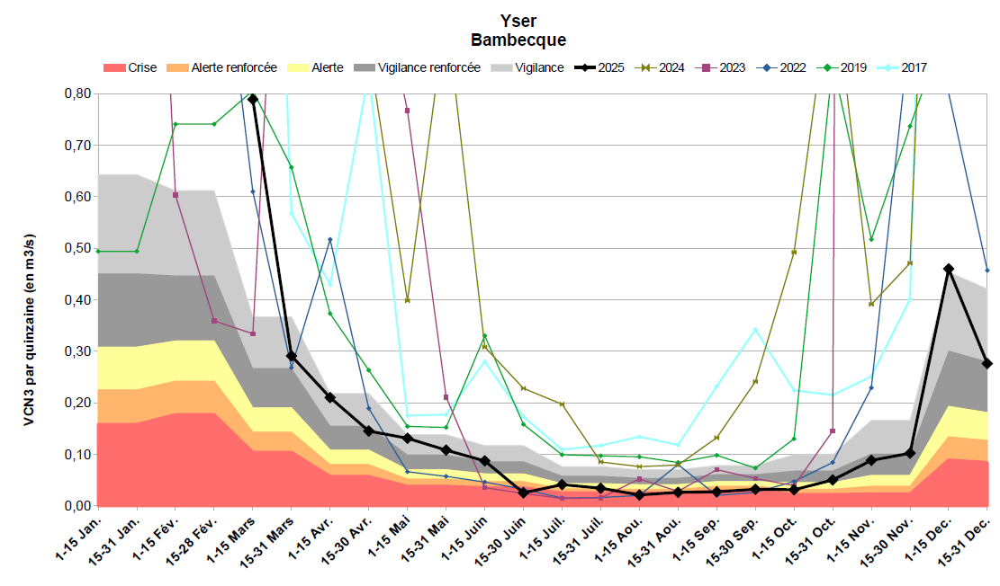 Yser
Bambecque
Crise Alerte renforcée Alerte Vigilance renforcée Vigilance 2025 2024 2023 2022 2019 2017
VCN3 par quinzaine (en m3/s)
0,80
0,70
0,60
0,50
0,40
0,30
0,20
0,10
0,00
1-15 Jan. 15-31 Jan. 1-15 Fév. 15-28 Fév. 1-15 Mars 15-31 Mars 1-15 Avr. 15-30 Avr. 1-15 Mai 15-31 Mai 1-15 Juin 15-30 Juin 1-15 Juil. 15-31 Juil. 1-15 Aou. 15-31 Aou. 1-15 Sep. 15-30 Sep. 1-15 Oct. 15-31 Oct. 1-15 Nov. 15-30 Nov. 1-15 Dec. 15-31 Dec.